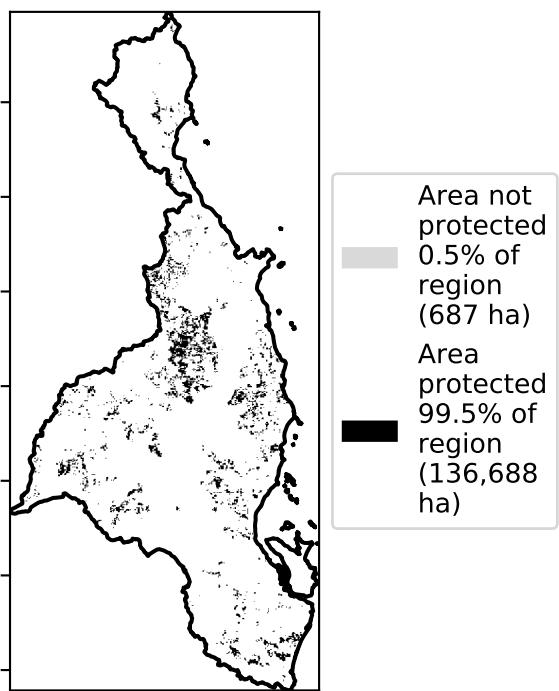 Area not
protected
0.5% of
region
(687 ha)
Area
protected
99.5% of
region
(136,688
ha)